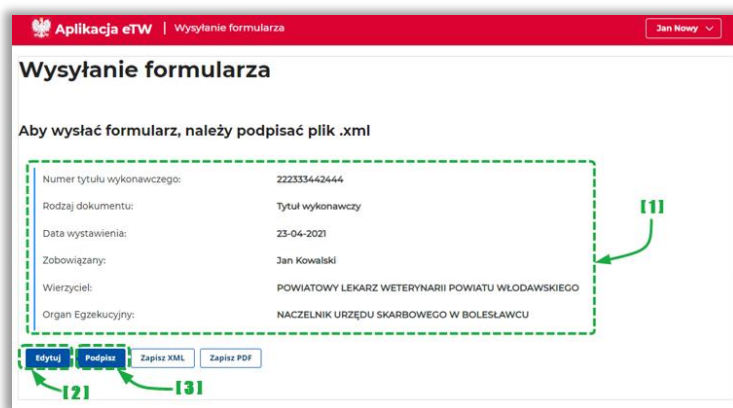 Aplikacja eTW | Wysyłanie formularza Jan Nowy
Wysyłanie formularza
Aby wysłać formularz, należy podpisać plik .xml
Numer tytułu wykonawczego: 222333442444
Rodzaj dokumentu: Tytuł wykonawczy
[1]
Data wystawienia: 23-04-2021
Zobowiązany: Jan Kowalski
Wierzyciel: POWIATOWY LEKARZ WETERYNARII POWIATU WŁODAWSKIEGO
Organ Egzekucyjny: NACZELNIK URZĘDU SKARBOWEGO W BOLESŁAWCU
Edytuj Podpisz Zapisz XML Zapisz PDF
[2] [3]